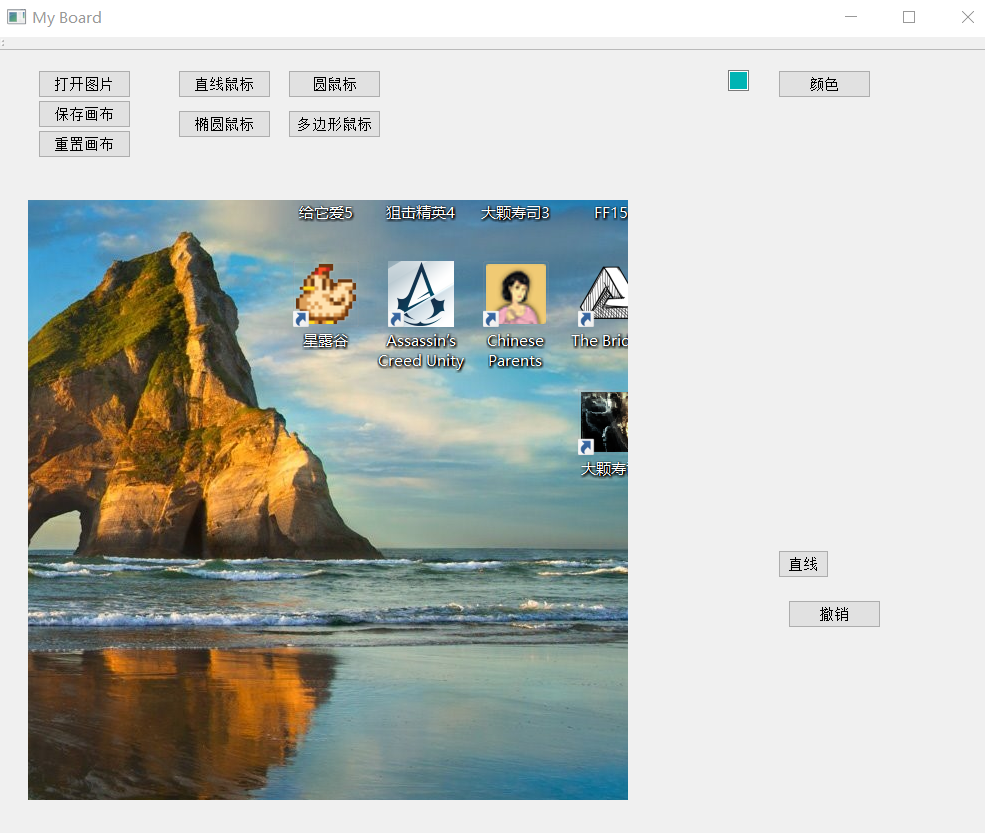 My Board
打开图片
直线鼠标
圆鼠标
颜色
保存画布
椭圆鼠标
多边形鼠标
重置画布
给它爱5
狙击精英4
大颗寿司3
FF15
星露谷
Assassin's
Creed Unity
Chinese
Parents
The Brid
大颗寿
直线
撤销